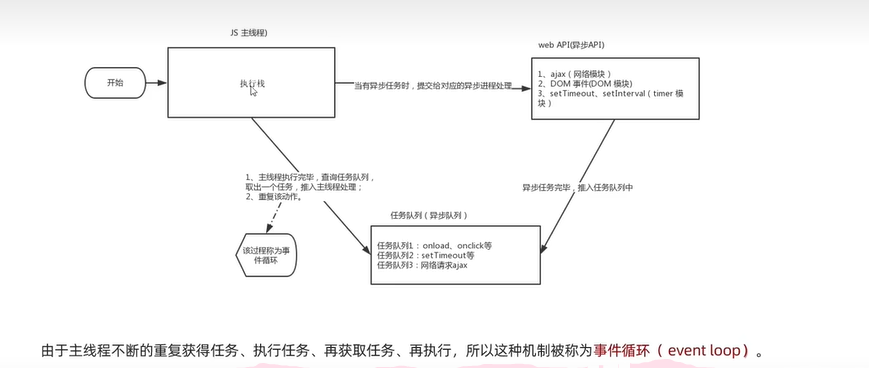 JS 主线程)
web API(异步API)
开始
执行栈
当有异步任务时，提交给对应的异步进程处理
1、ajax（网络模块）
2、DOM 事件(DOM 模块)
3、setTimeout、setInterval（timer 模
块）
1、主线程执行完毕，查询任务队列，
取出一个任务，推入主线程处理；
2、重复该动作。
异步任务完毕，推入任务队列中
任务队列（异步队列）
该过程称为事
件循环
任务队列1：onload、onclick等
任务队列2：setTimeout等
任务队列3：网络请求ajax
由于主线程不断的重复获得任务、执行任务、再获取任务、再执行，所以这种机制被称为事件循环（ event loop）。